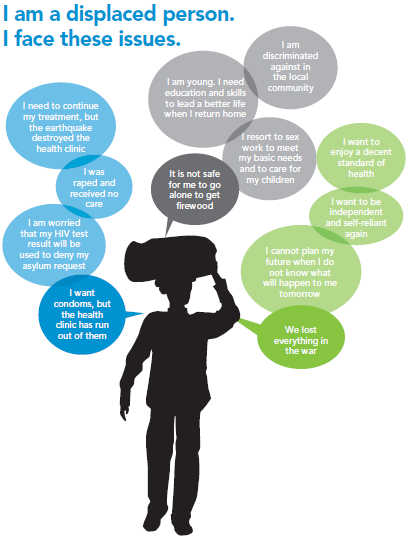 I am a displaced person.
I face these issues.
I am
discriminated
against in
the local
community
I am young. I need
education and skills
to lead a better life
when I return home
I need to continue
my treatment, but
the earthquake
destroyed the
health clinic
I resort to sex
work to meet
my basic needs
and to care for
my children
I want to
enjoy a decent
standard of
health
I was
raped and
received no
care
It is not safe
for me to go
alone to get
firewood
I want to be
independent
and self-reliant
again
I am worried
that my HIV test
result will be
used to deny my
asylum request
I cannot plan my
future when I do
not know what
will happen to me
tomorrow
I want
condoms, but
the health
clinic has run
out of them
We lost
everything in
the war